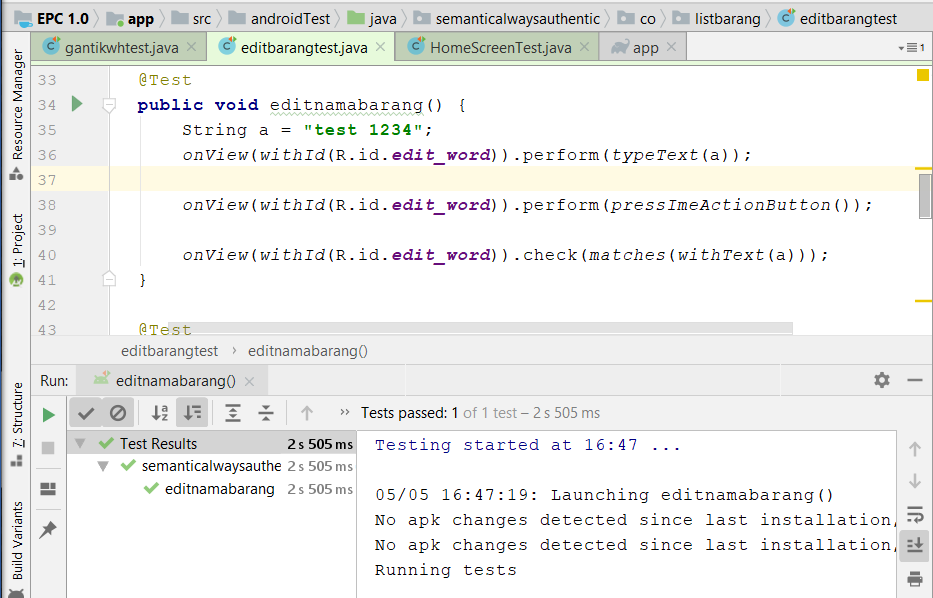 EPC 1.0 app src androidTest java semanticalwaysauthentic co listbarang editbarangtest
gantikwhtest.java editbarangtest.java HomeScreenTest.java app 1
Resource Manager
1: Project
7: Structure
Build Variants
33 @Test
34 public void editnamabarang() {
35 String a = "test 1234";
36 onView(withId(R.id.edit_word)).perform(typeText(a));
37
38 onView(withId(R.id.edit_word)).perform(pressImeActionButton());
39
40 onView(withId(R.id.edit_word)).check(matches(withText(a)));
41 }
42
43 @Test
editbarangtest › editnamabarang()
Run: editnamabarang()
Tests passed: 1 of 1 test – 2 s 505 ms
Test Results 2 s 505 ms
semanticalwaysauthe 2 s 505 ms
editnamabarang 2 s 505 ms
Testing started at 16:47 ...
05/05 16:47:19: Launching editnamabarang()
No apk changes detected since last installation,
No apk changes detected since last installation,
Running tests